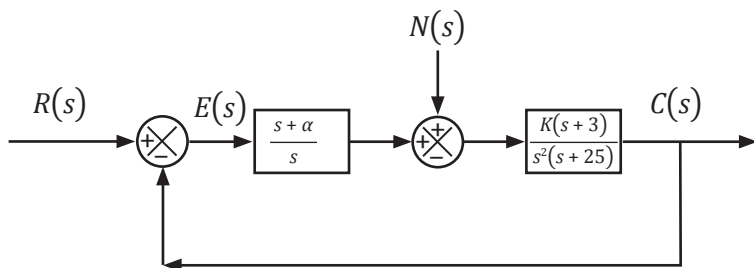 N(s)
R(s)
E(s)
C(s)
s + α
s
K(s + 3)
s²(s + 25)
+
−
+
+
−